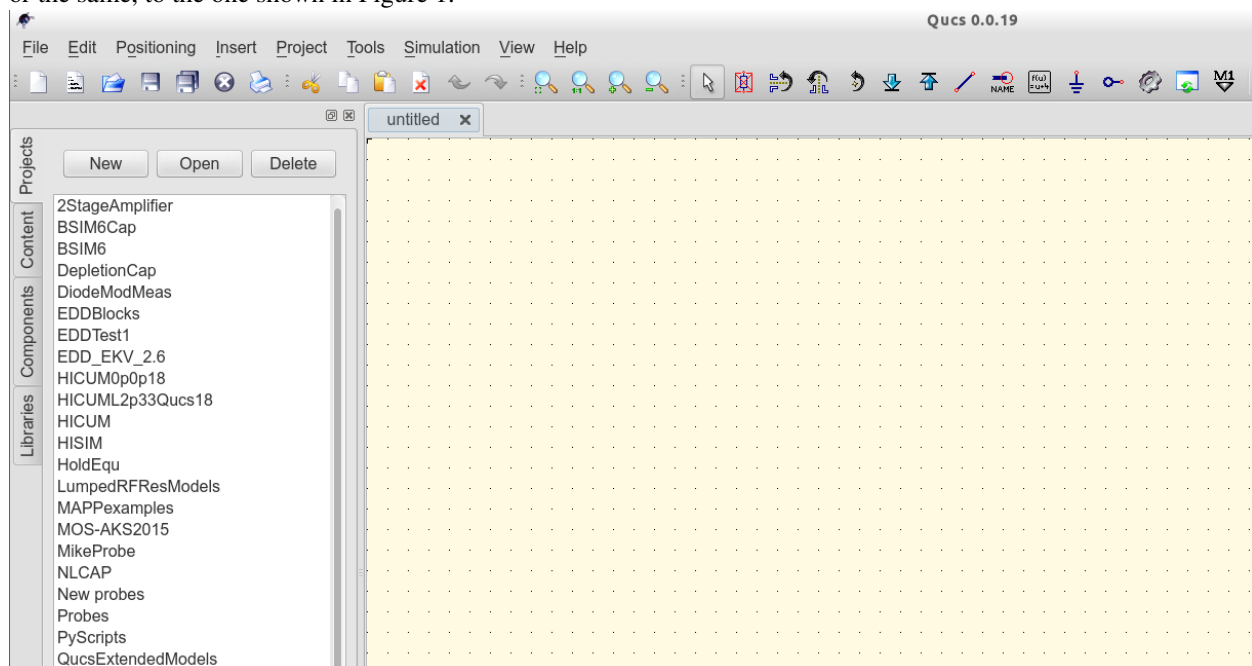 of the same, to the one shown in Figure 1.
Qucs 0.0.19
File Edit Positioning Insert Project Tools Simulation View Help
1:1
NAME
f(ω)
=u+4
M1
untitled
Projects
New Open Delete
Content
Components
Libraries
2StageAmplifier
BSIM6Cap
BSIM6
DepletionCap
DiodeModMeas
EDDBlocks
EDDTest1
EDD_EKV_2.6
HICUM0p0p18
HICUML2p33Qucs18
HICUM
HISIM
HoldEqu
LumpedRFResModels
MAPPexamples
MOS-AKS2015
MikeProbe
NLCAP
New probes
Probes
PyScripts
QucsExtendedModels